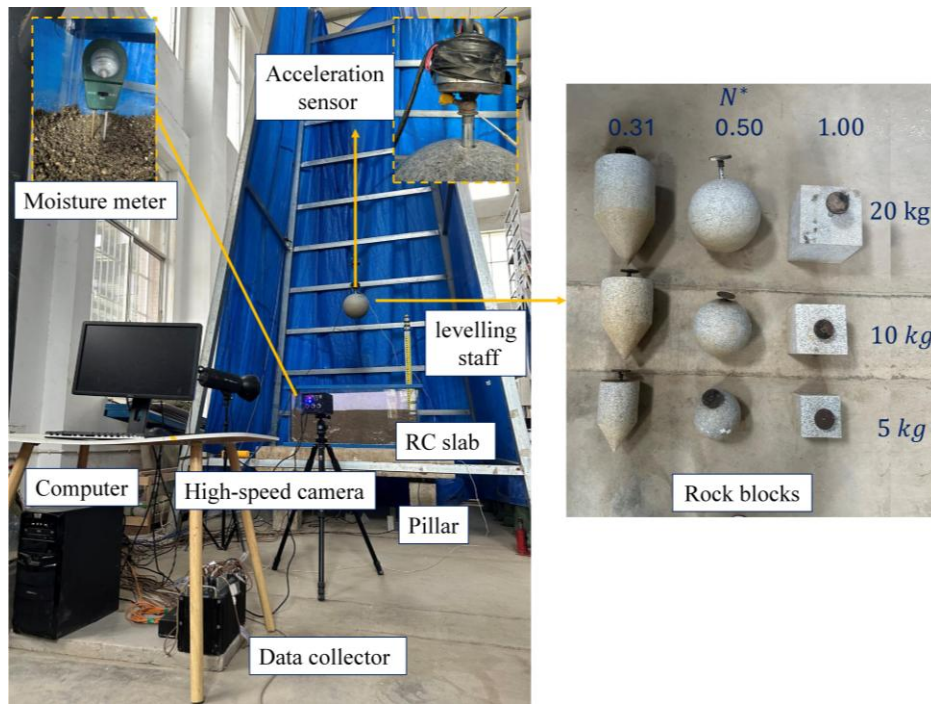 Moisture meter
Acceleration
sensor
levelling
staff
RC slab
Computer
High-speed camera
Pillar
Data collector
N*
0.31 0.50 1.00
20 kg
10 kg
5 kg
Rock blocks